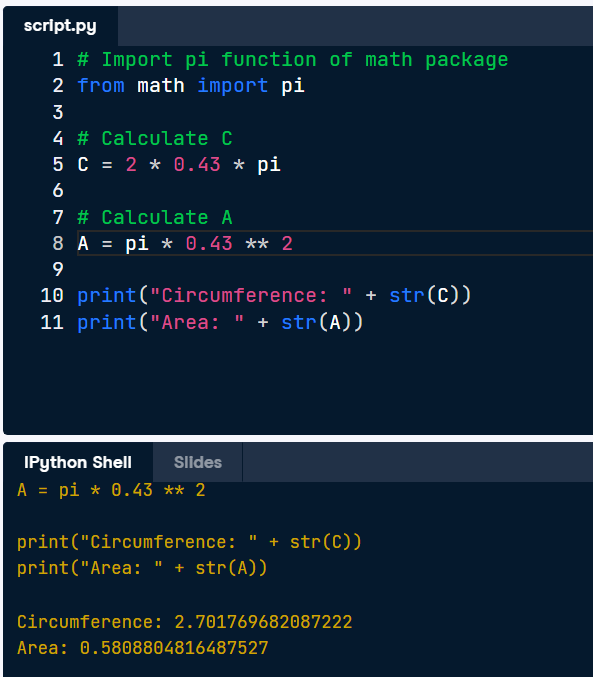 script.py
1 # Import pi function of math package
2 from math import pi
3
4 # Calculate C
5 C = 2 * 0.43 * pi
6
7 # Calculate A
8 A = pi * 0.43 ** 2
9
10 print("Circumference: " + str(C))
11 print("Area: " + str(A))
IPython Shell Slides
A = pi * 0.43 ** 2
print("Circumference: " + str(C))
print("Area: " + str(A))
Circumference: 2.701769682087222
Area: 0.5808804816487527